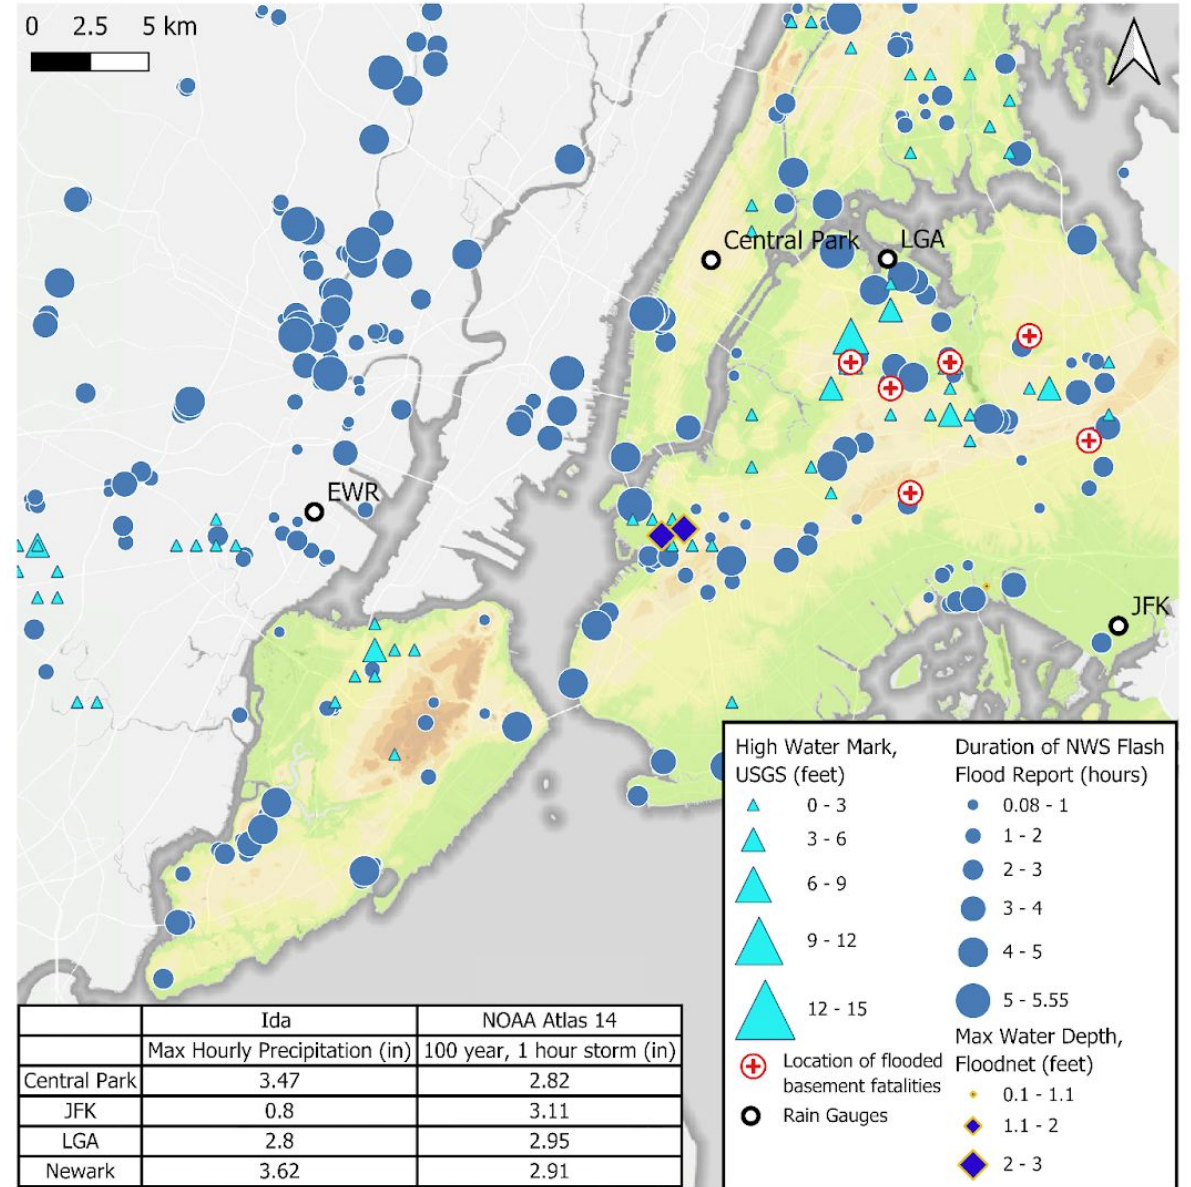 0 2.5 5 km
Central Park
LGA
EWR
JFK
High Water Mark,
USGS (feet)
0 - 3
3 - 6
6 - 9
9 - 12
12 - 15
Location of flooded
basement fatalities
Rain Gauges
Duration of NWS Flash
Flood Report (hours)
0.08 - 1
1 - 2
2 - 3
3 - 4
4 - 5
5 - 5.55
Max Water Depth,
Floodnet (feet)
0.1 - 1.1
1.1 - 2
2 - 3
Ida NOAA Atlas 14
Max Hourly Precipitation (in) 100 year, 1 hour storm (in)
Central Park 3.47 2.82
JFK 0.8 3.11
LGA 2.8 2.95
Newark 3.62 2.91